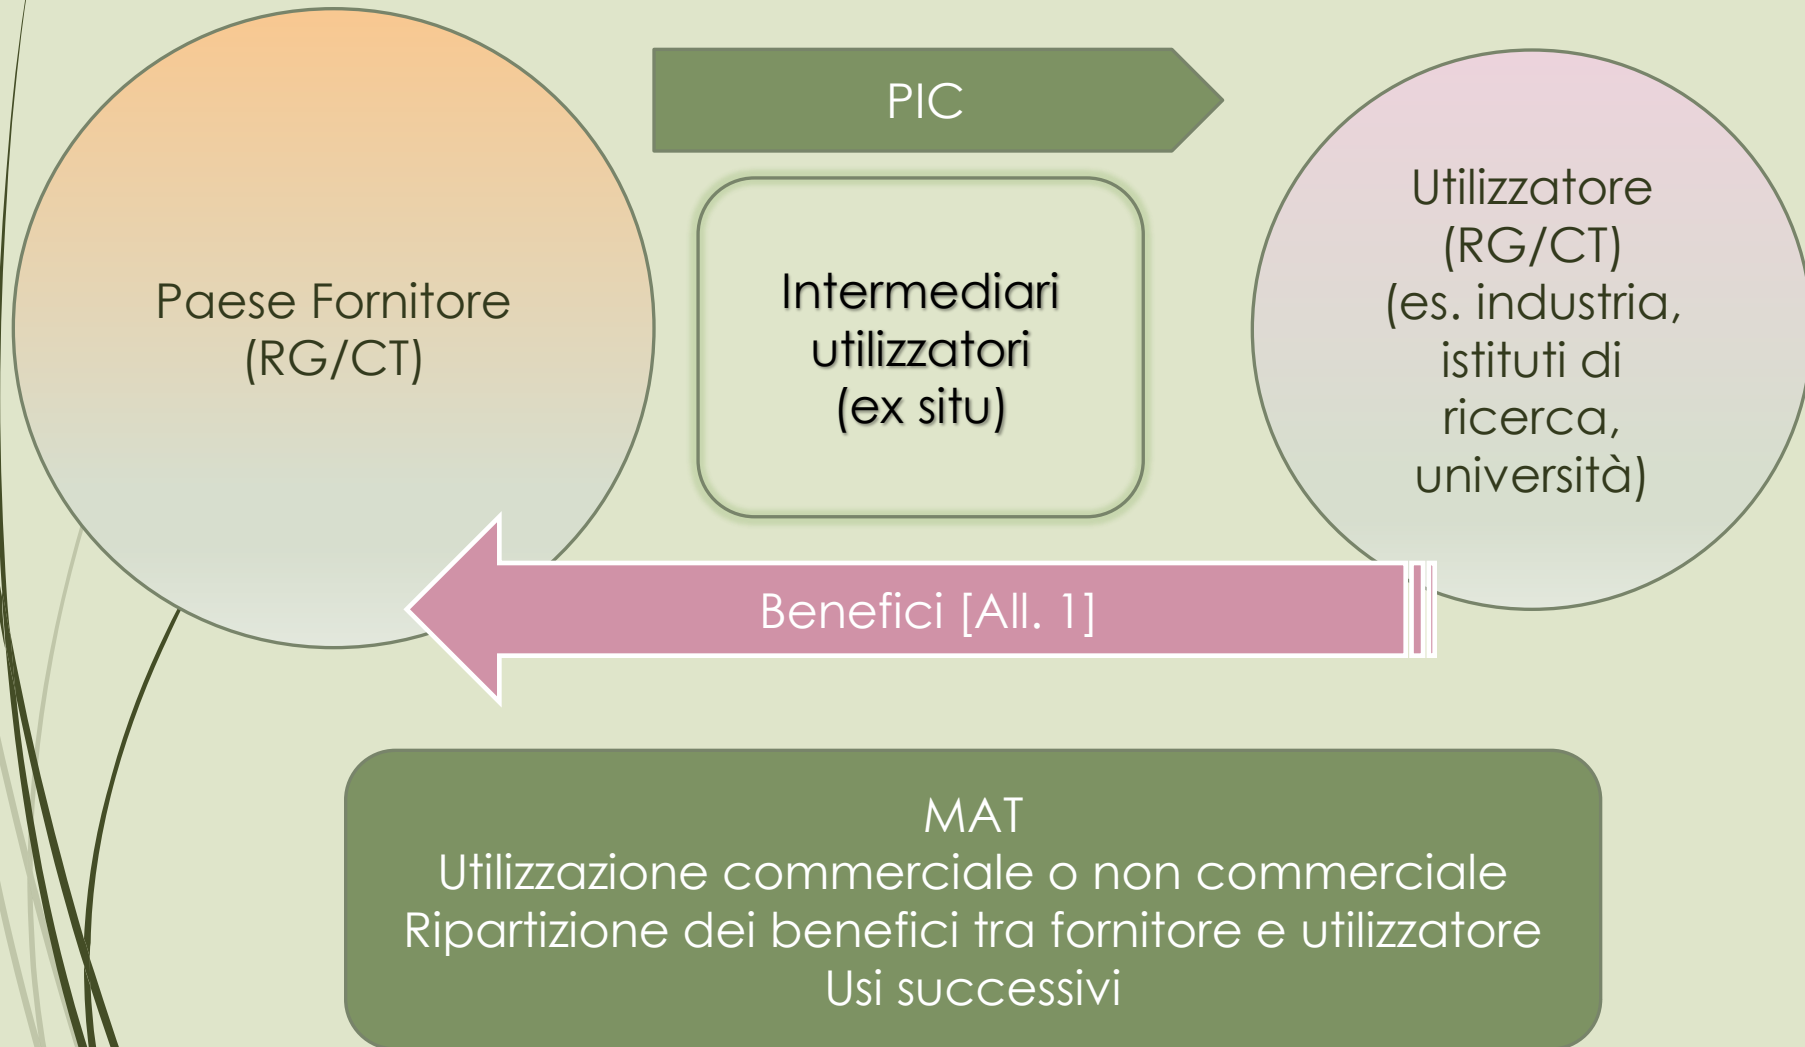 PIC
Paese Fornitore
(RG/CT)
Intermediari
utilizzatori
(ex situ)
Utilizzatore
(RG/CT)
(es. industria,
istituti di
ricerca,
università)
Benefici [All. 1]
MAT
Utilizzazione commerciale o non commerciale
Ripartizione dei benefici tra fornitore e utilizzatore
Usi successivi